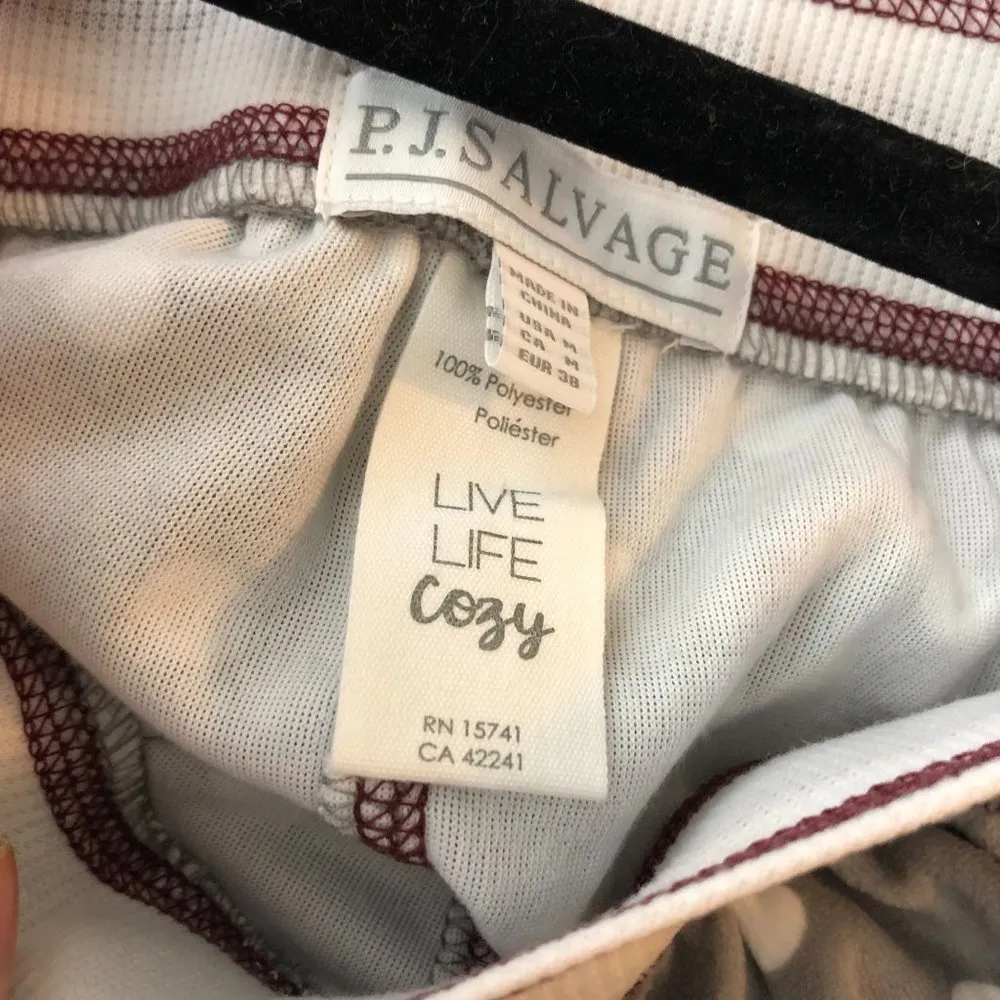 P.J. SALVAGE
MADE IN
CHINA
USA M
CA M
EUR 38
100% Polyester
Poliéster
LIVE
LIFE
Cozy
RN 15741
CA 42241